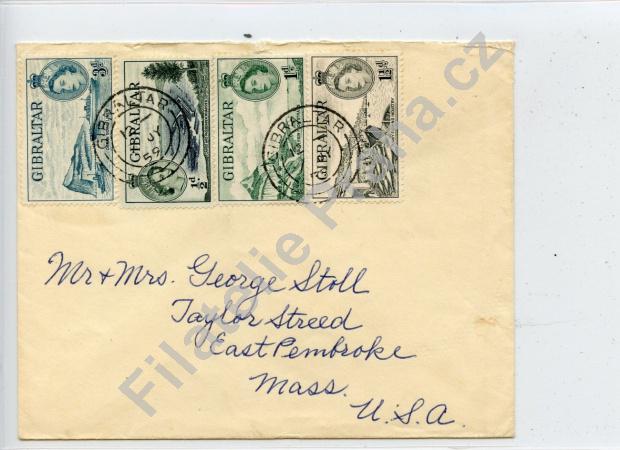 GIBRALTAR 3d
GIBRALTAR ½d
GIBRALTAR 1d
GIBRALTAR 1½d
GIBRALTAR
59
GIBRALTAR
Mr + Mrs. George Stoll
Taylor Streed
East Pembroke
Mass.
U.S.A.
Filatelie Praha.cz